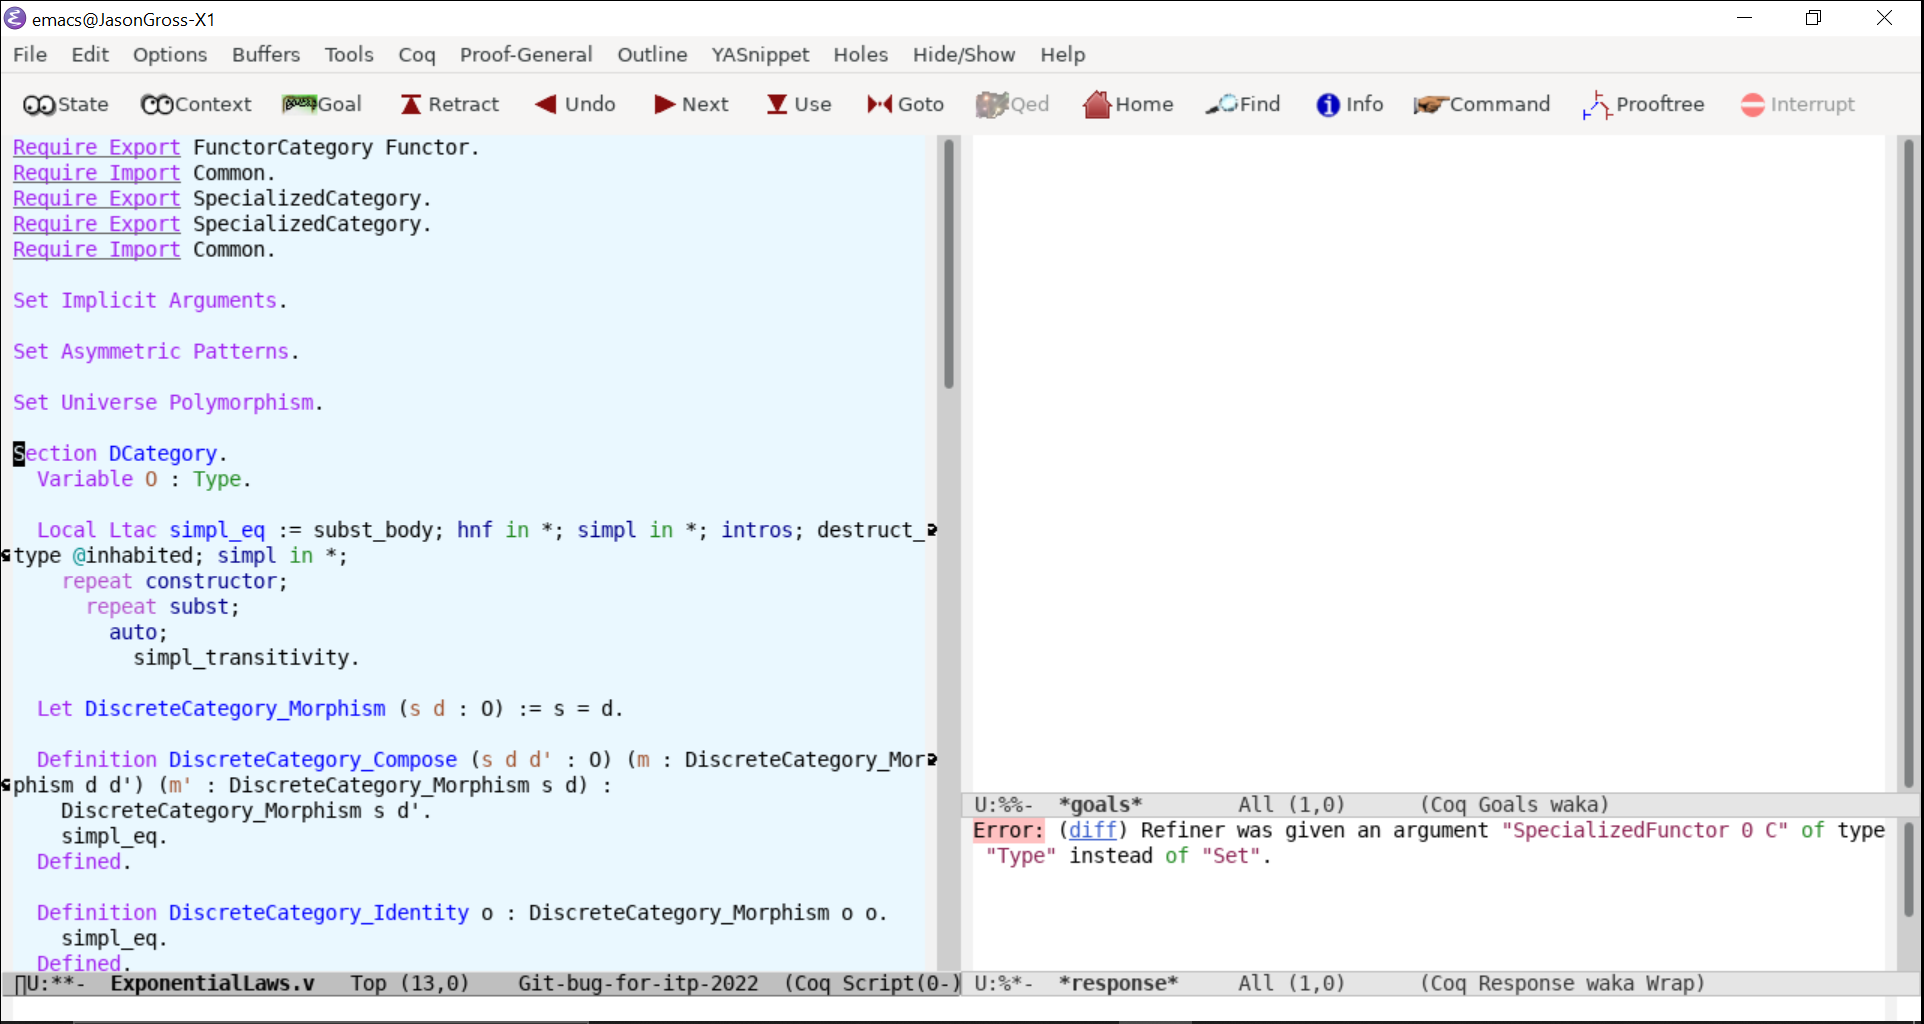 emacs@JasonGross-X1
File Edit Options Buffers Tools Coq Proof-General Outline YASnippet Holes Hide/Show Help
State Context Goal Retract Undo Next Use Goto Qed Home Find Info Command Prooftree Interrupt
Require Export FunctorCategory Functor.
Require Import Common.
Require Export SpecializedCategory.
Require Export SpecializedCategory.
Require Import Common.
Set Implicit Arguments.
Set Asymmetric Patterns.
Set Universe Polymorphism.
Section DCategory.
Variable O : Type.
Local Ltac simpl_eq := subst_body; hnf in *; simpl in *; intros; destruct_
type @inhabited; simpl in *;
repeat constructor;
repeat subst;
auto;
simpl_transitivity.
Let DiscreteCategory_Morphism (s d : O) := s = d.
Definition DiscreteCategory_Compose (s d d' : O) (m : DiscreteCategory_Mor
phism d d') (m' : DiscreteCategory_Morphism s d) :
DiscreteCategory_Morphism s d'.
simpl_eq.
Defined.
Definition DiscreteCategory_Identity o : DiscreteCategory_Morphism o o.
simpl_eq.
Defined.
U:**- ExponentialLaws.v Top (13,0) Git-bug-for-itp-2022 (Coq Script(0-)
U:%%- *goals* All (1,0) (Coq Goals waka)
Error: (diff) Refiner was given an argument "SpecializedFunctor 0 C" of type
"Type" instead of "Set".
U:%*- *response* All (1,0) (Coq Response waka Wrap)